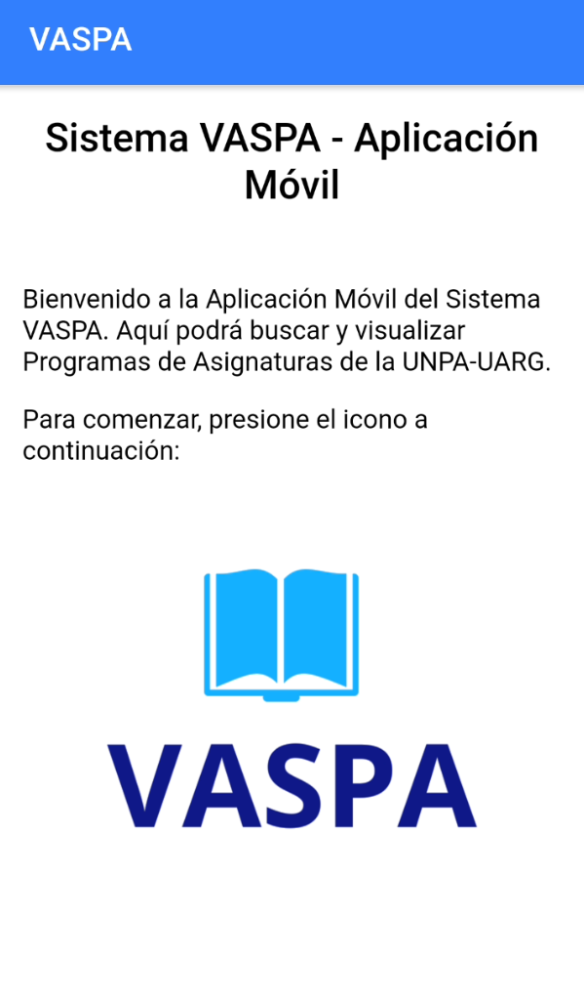 VASPA
Sistema VASPA - Aplicación
Móvil
Bienvenido a la Aplicación Móvil del Sistema
VASPA. Aquí podrá buscar y visualizar
Programas de Asignaturas de la UNPA-UARG.
Para comenzar, presione el icono a
continuación:
VASPA